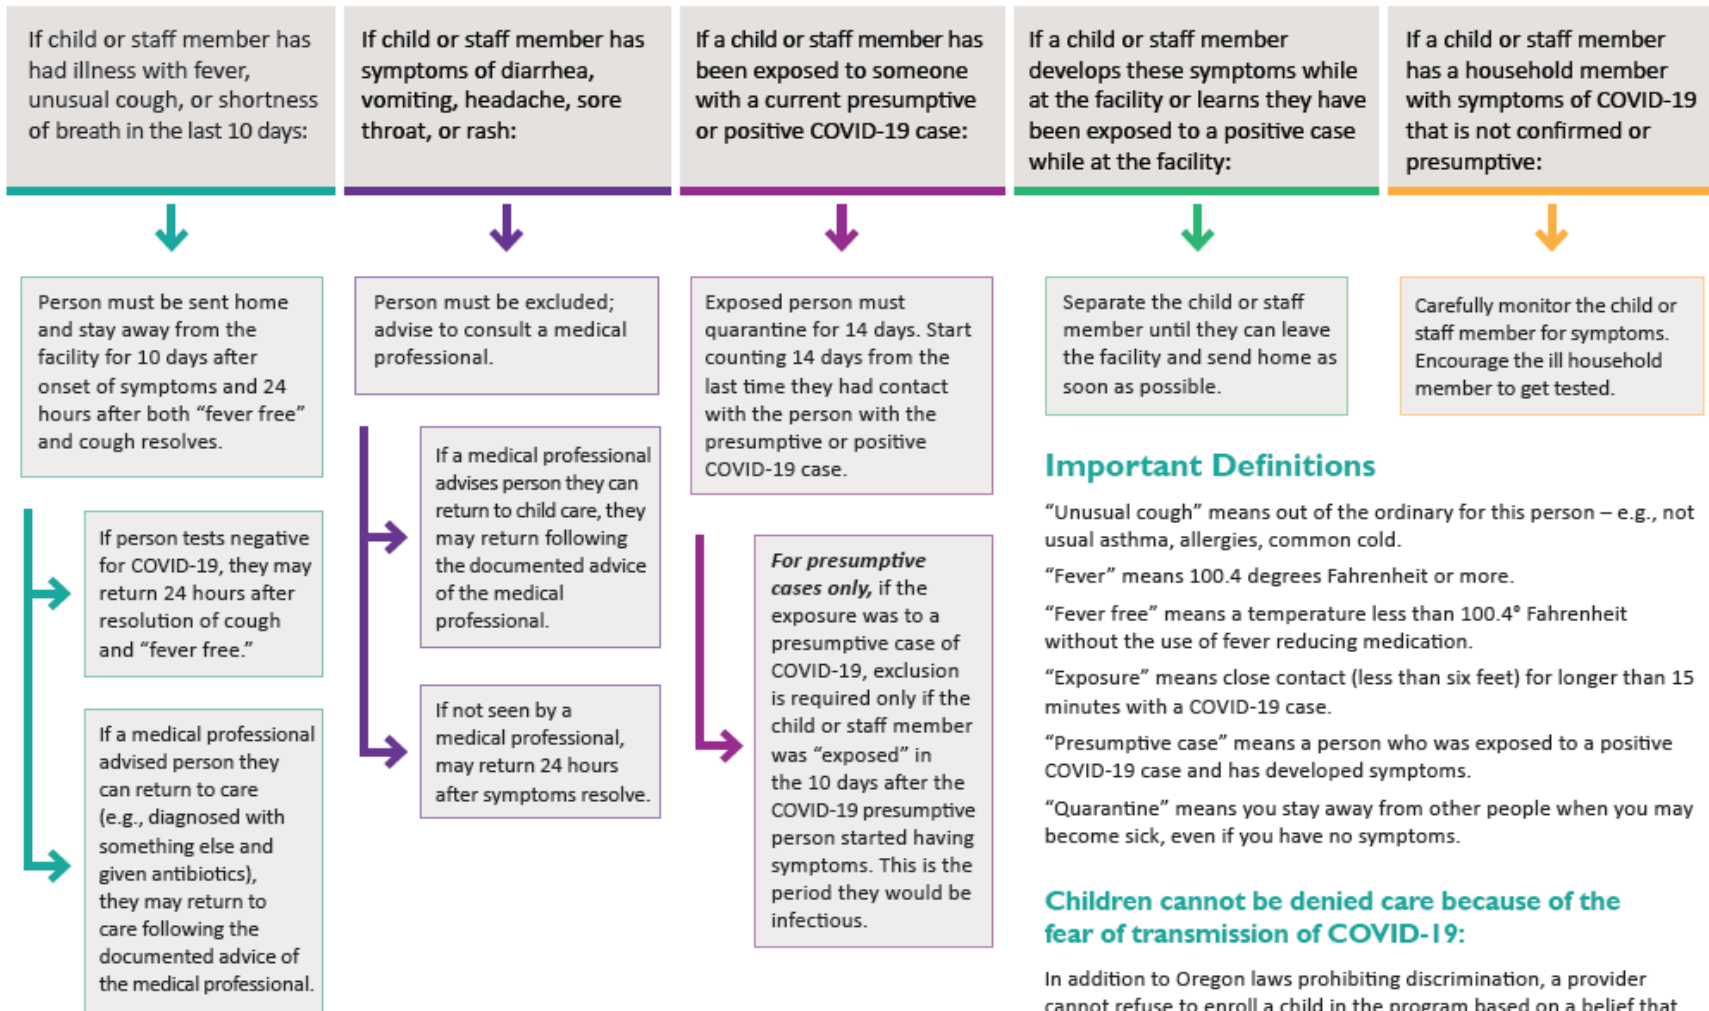 If child or staff member has
had illness with fever,
unusual cough, or shortness
of breath in the last 10 days:
If child or staff member has
symptoms of diarrhea,
vomiting, headache, sore
throat, or rash:
If a child or staff member has
been exposed to someone
with a current presumptive
or positive COVID-19 case:
If a child or staff member
develops these symptoms while
at the facility or learns they have
been exposed to a positive case
while at the facility:
If a child or staff member
has a household member
with symptoms of COVID-19
that is not confirmed or
presumptive:
Person must be sent home
and stay away from the
facility for 10 days after
onset of symptoms and 24
hours after both “fever free”
and cough resolves.
If person tests negative
for COVID-19, they may
return 24 hours after
resolution of cough
and “fever free.”
If a medical professional
advised person they
can return to care
(e.g., diagnosed with
something else and
given antibiotics),
they may return to
care following the
documented advice of
the medical professional.
Person must be excluded;
advise to consult a medical
professional.
If a medical professional
advises person they can
return to child care, they
may return following
the documented advice
of the medical
professional.
If not seen by a
medical professional,
may return 24 hours
after symptoms resolve.
Exposed person must
quarantine for 14 days. Start
counting 14 days from the
last time they had contact
with the person with the
presumptive or positive
COVID-19 case.
For presumptive
cases only, if the
exposure was to a
presumptive case of
COVID-19, exclusion
is required only if the
child or staff member
was “exposed” in
the 10 days after the
COVID-19 presumptive
person started having
symptoms. This is the
period they would be
infectious.
Separate the child or staff
member until they can leave
the facility and send home as
soon as possible.
Carefully monitor the child or
staff member for symptoms.
Encourage the ill household
member to get tested.
Important Definitions
“Unusual cough” means out of the ordinary for this person – e.g., not
usual asthma, allergies, common cold.
“Fever” means 100.4 degrees Fahrenheit or more.
“Fever free” means a temperature less than 100.4° Fahrenheit
without the use of fever reducing medication.
“Exposure” means close contact (less than six feet) for longer than 15
minutes with a COVID-19 case.
“Presumptive case” means a person who was exposed to a positive
COVID-19 case and has developed symptoms.
“Quarantine” means you stay away from other people when you may
become sick, even if you have no symptoms.
Children cannot be denied care because of the
fear of transmission of COVID-19:
In addition to Oregon laws prohibiting discrimination, a provider
cannot refuse to enroll a child in the program based on a belief that